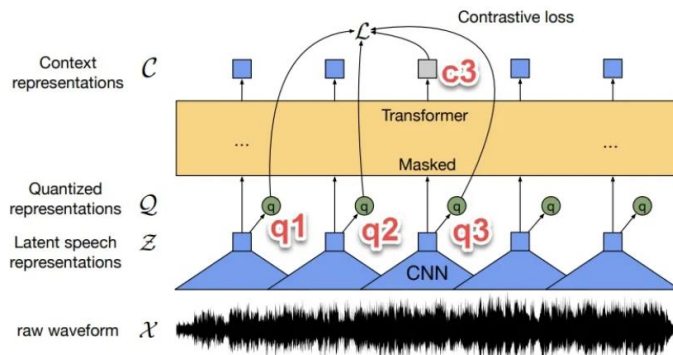 Contrastive loss
ℒ
Context
representations
𝒞
c3
Transformer
...
...
Masked
Quantized
representations
𝒬
q
q
q
q
q
q1
q2
q3
Latent speech
representations
𝒵
CNN
raw waveform
𝒳